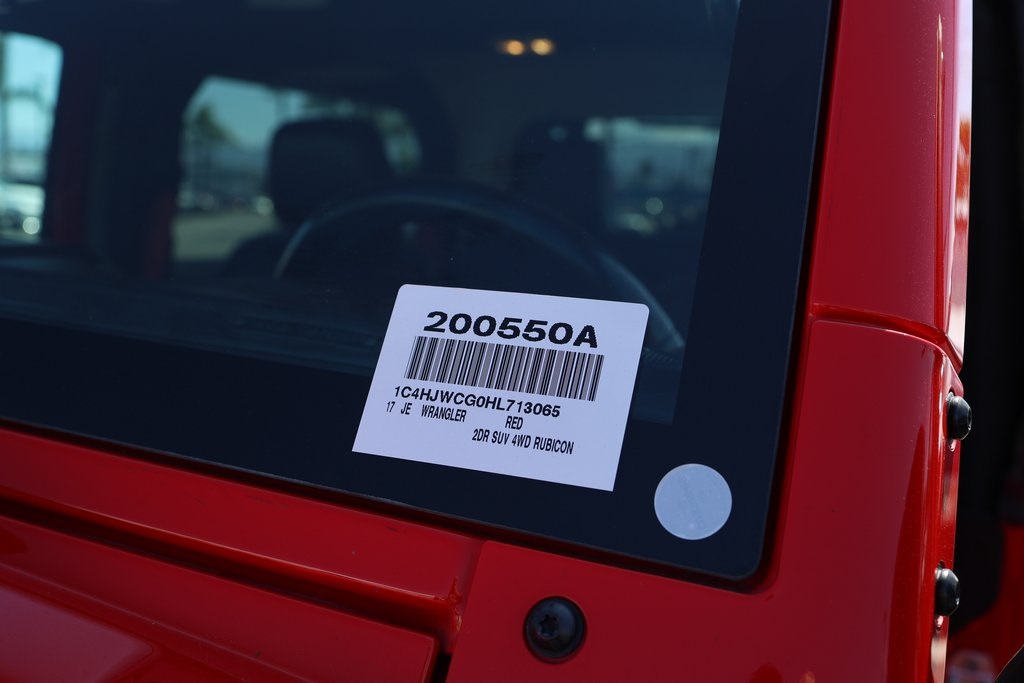 200550A
1C4HJWCG0HL713065
17 JE WRANGLER RED
2DR SUV 4WD RUBICON